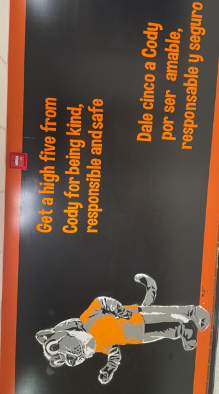 Get a high five from
Cody for being kind,
responsible and safe
Dale cinco a Cody
por ser amable,
responsable y seguro